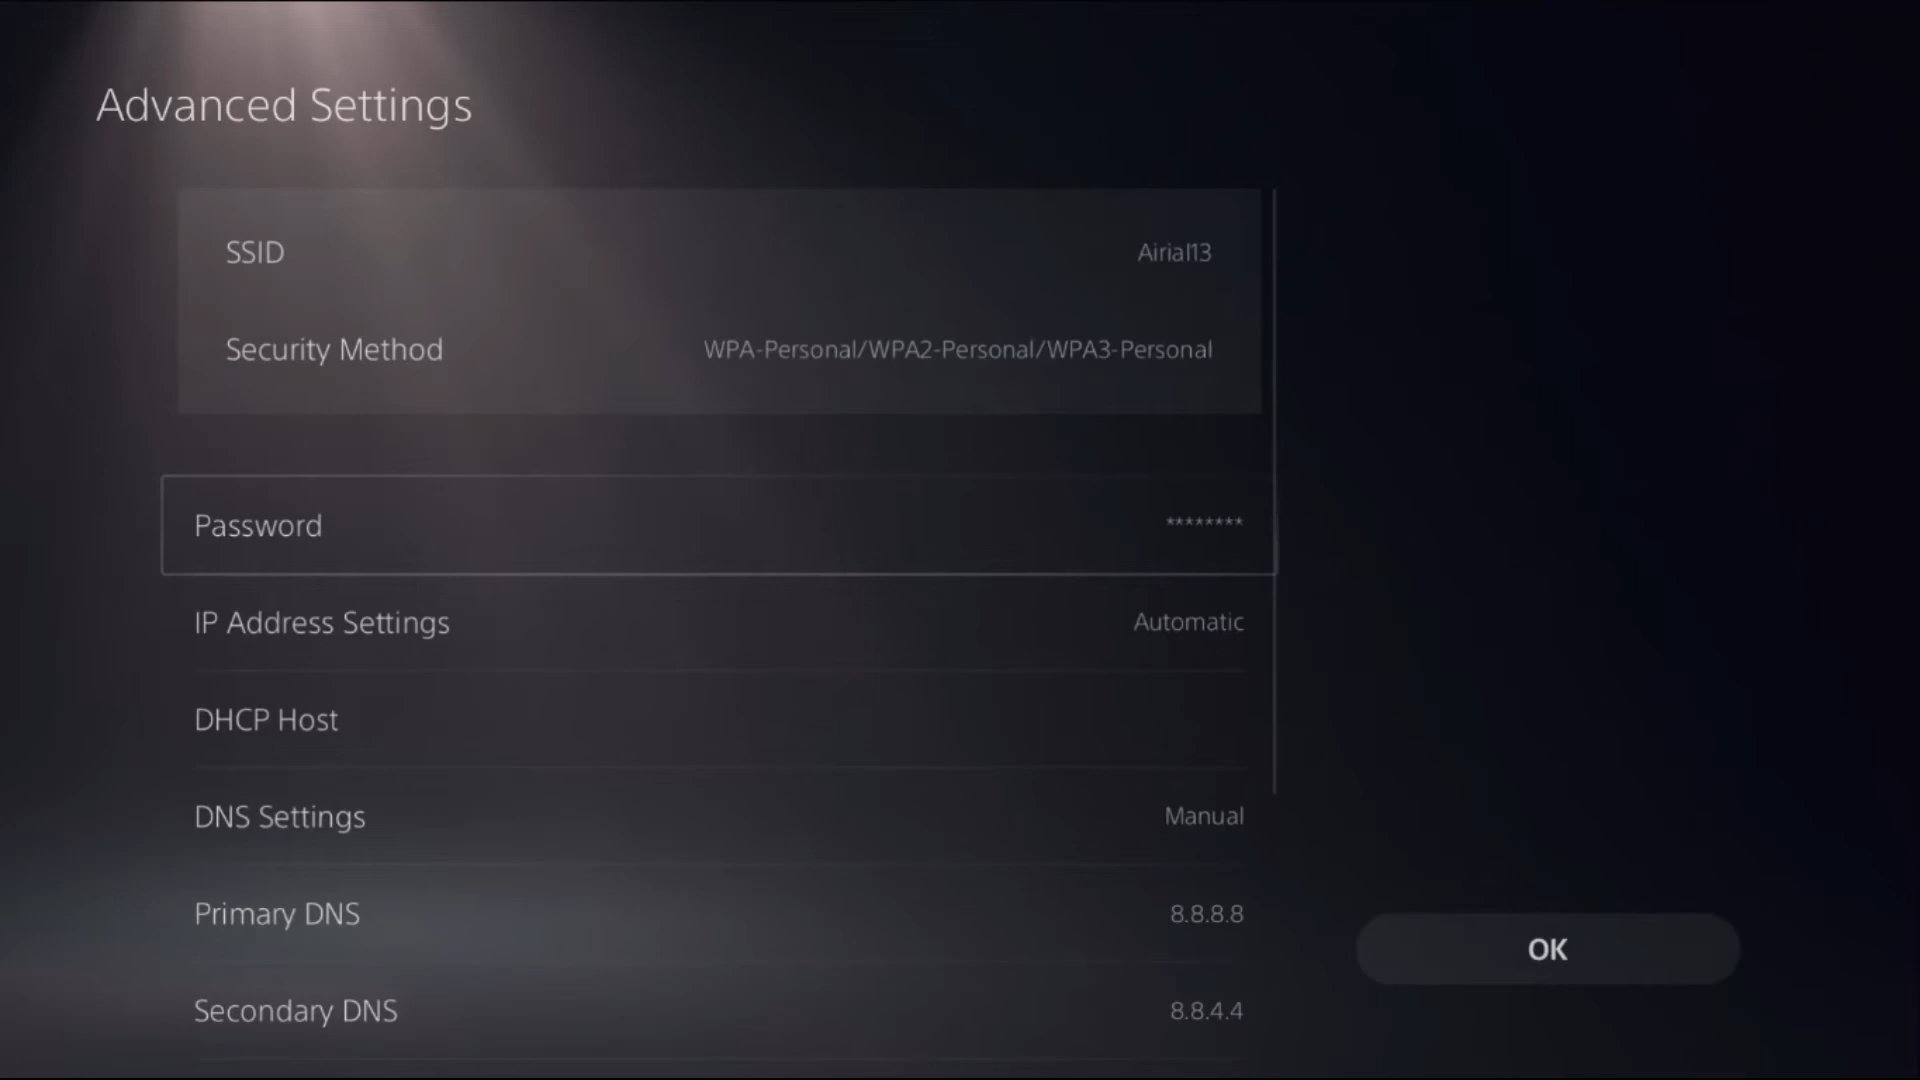 Advanced Settings
SSID Airial13
Security Method WPA-Personal/WPA2-Personal/WPA3-Personal
Password ********
IP Address Settings Automatic
DHCP Host
DNS Settings Manual
Primary DNS 8.8.8.8
OK
Secondary DNS 8.8.4.4